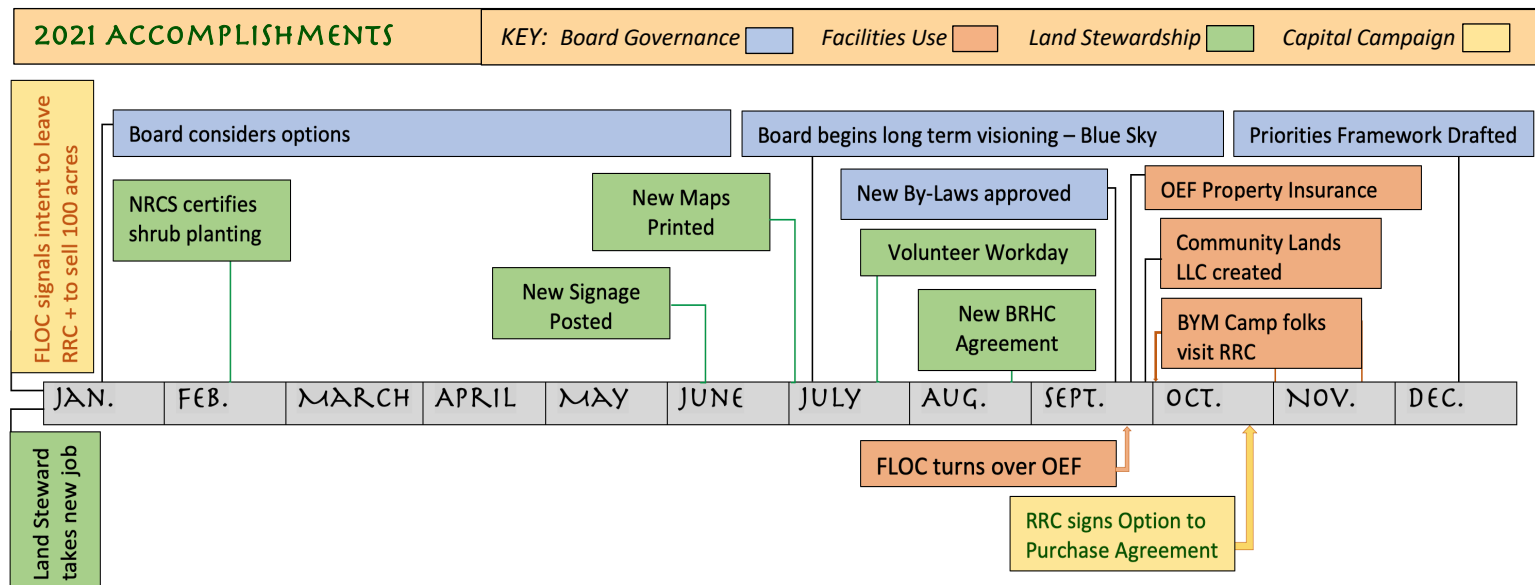 2021 ACCOMPLISHMENTS
KEY: Board Governance
Facilities Use
Land Stewardship
Capital Campaign
FLOC signals intent to leave
RRC + to sell 100 acres
Board considers options
Board begins long term visioning – Blue Sky
Priorities Framework Drafted
NRCS certifies
shrub planting
New Maps
Printed
New By-Laws approved
OEF Property Insurance
New Signage
Posted
Volunteer Workday
Community Lands
LLC created
New BRHC
Agreement
BYM Camp folks
visit RRC
JAN.
FEB.
MARCH
APRIL
MAY
JUNE
JULY
AUG.
SEPT.
OCT.
NOV.
DEC.
Land Steward
takes new job
FLOC turns over OEF
RRC signs Option to
Purchase Agreement